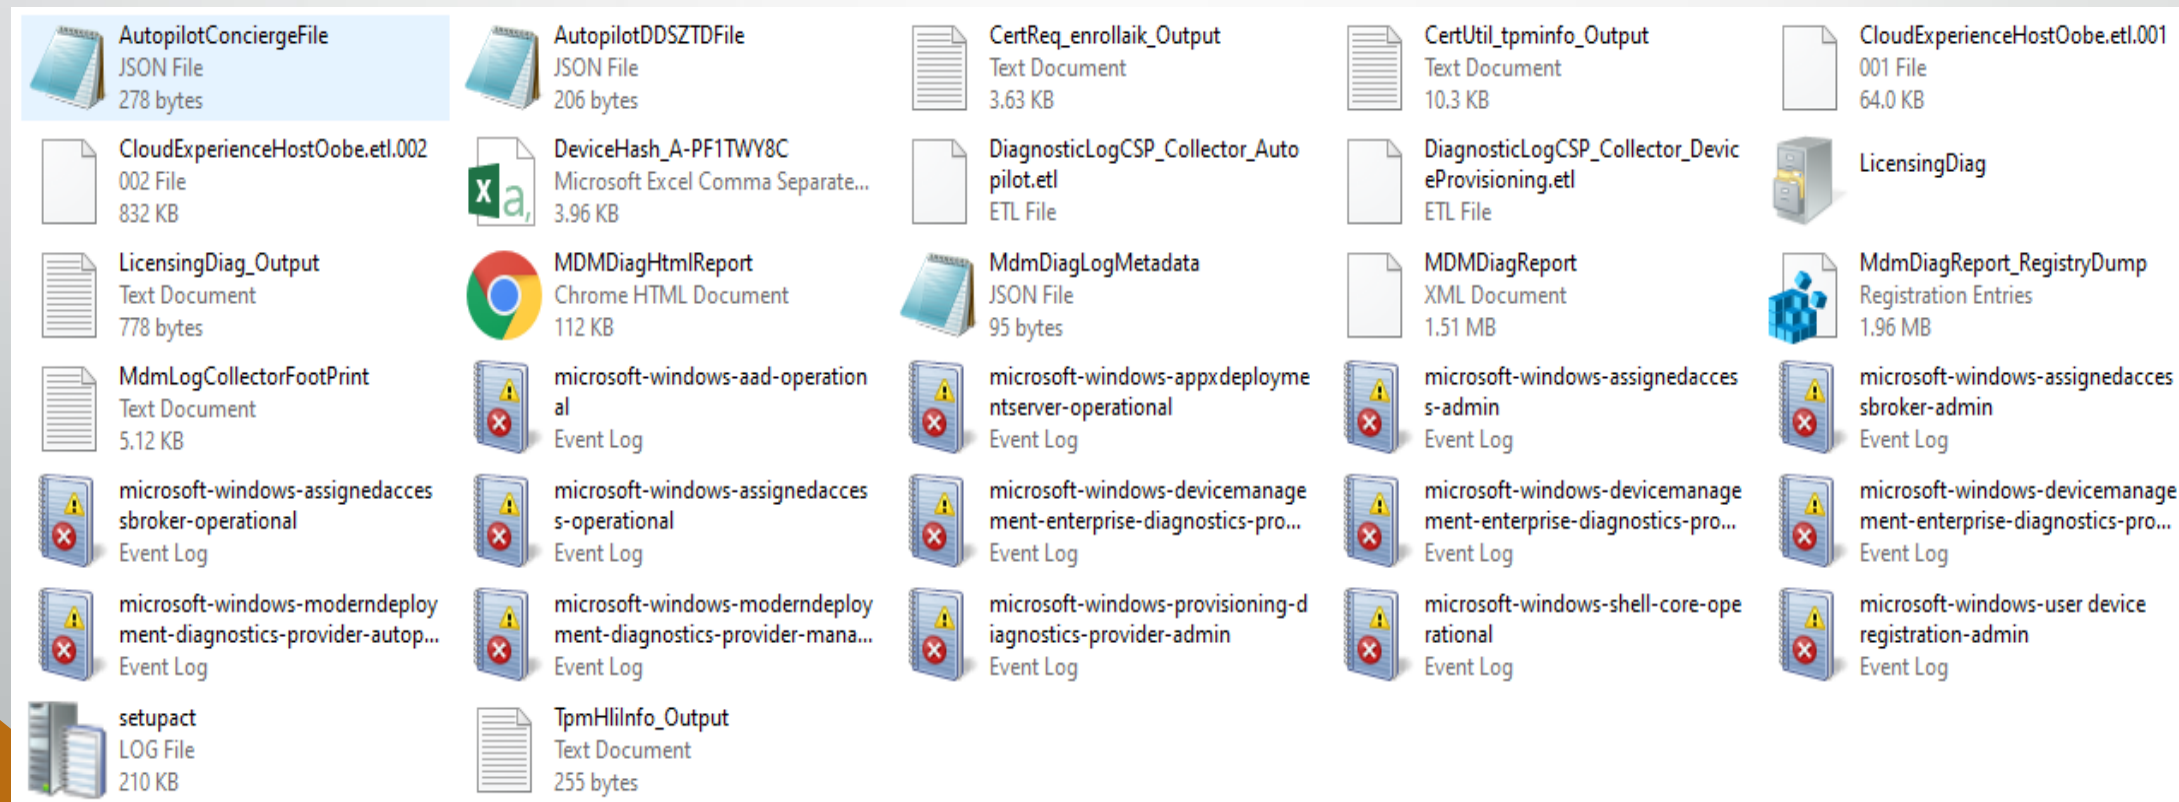 AutopilotConciergeFile
JSON File
278 bytes
AutopilotDDSZTDFile
JSON File
206 bytes
CertReq_enrollaik_Output
Text Document
3.63 KB
CertUtil_tpminfo_Output
Text Document
10.3 KB
CloudExperienceHostOobe.etl.001
001 File
64.0 KB
CloudExperienceHostOobe.etl.002
002 File
832 KB
DeviceHash_A-PF1TWY8C
Microsoft Excel Comma Separate...
3.96 KB
DiagnosticLogCSP_Collector_Auto
pilot.etl
ETL File
DiagnosticLogCSP_Collector_Devic
eProvisioning.etl
ETL File
LicensingDiag
LicensingDiag_Output
Text Document
778 bytes
MDMDiagHtmlReport
Chrome HTML Document
112 KB
MdmDiagLogMetadata
JSON File
95 bytes
MDMDiagReport
XML Document
1.51 MB
MdmDiagReport_RegistryDump
Registration Entries
1.96 MB
MdmLogCollectorFootPrint
Text Document
5.12 KB
microsoft-windows-aad-operation
al
Event Log
microsoft-windows-appxdeployme
ntserver-operational
Event Log
microsoft-windows-assignedacces
s-admin
Event Log
microsoft-windows-assignedacces
sbroker-admin
Event Log
microsoft-windows-assignedacces
sbroker-operational
Event Log
microsoft-windows-assignedacces
s-operational
Event Log
microsoft-windows-devicemanage
ment-enterprise-diagnostics-pro...
Event Log
microsoft-windows-devicemanage
ment-enterprise-diagnostics-pro...
Event Log
microsoft-windows-devicemanage
ment-enterprise-diagnostics-pro...
Event Log
microsoft-windows-moderndeploy
ment-diagnostics-provider-autop...
Event Log
microsoft-windows-moderndeploy
ment-diagnostics-provider-mana...
Event Log
microsoft-windows-provisioning-d
iagnostics-provider-admin
Event Log
microsoft-windows-shell-core-ope
rational
Event Log
microsoft-windows-user device
registration-admin
Event Log
setupact
LOG File
210 KB
TpmHliInfo_Output
Text Document
255 bytes